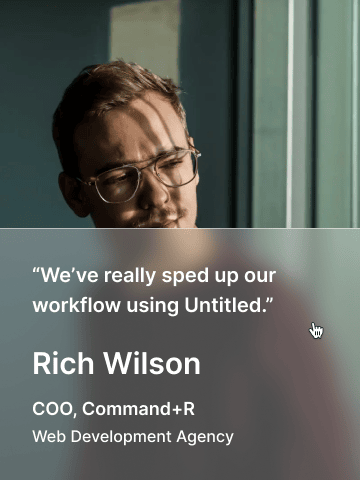 “We’ve really sped up our
workflow using Untitled.”
Rich Wilson
COO, Command+R
Web Development Agency